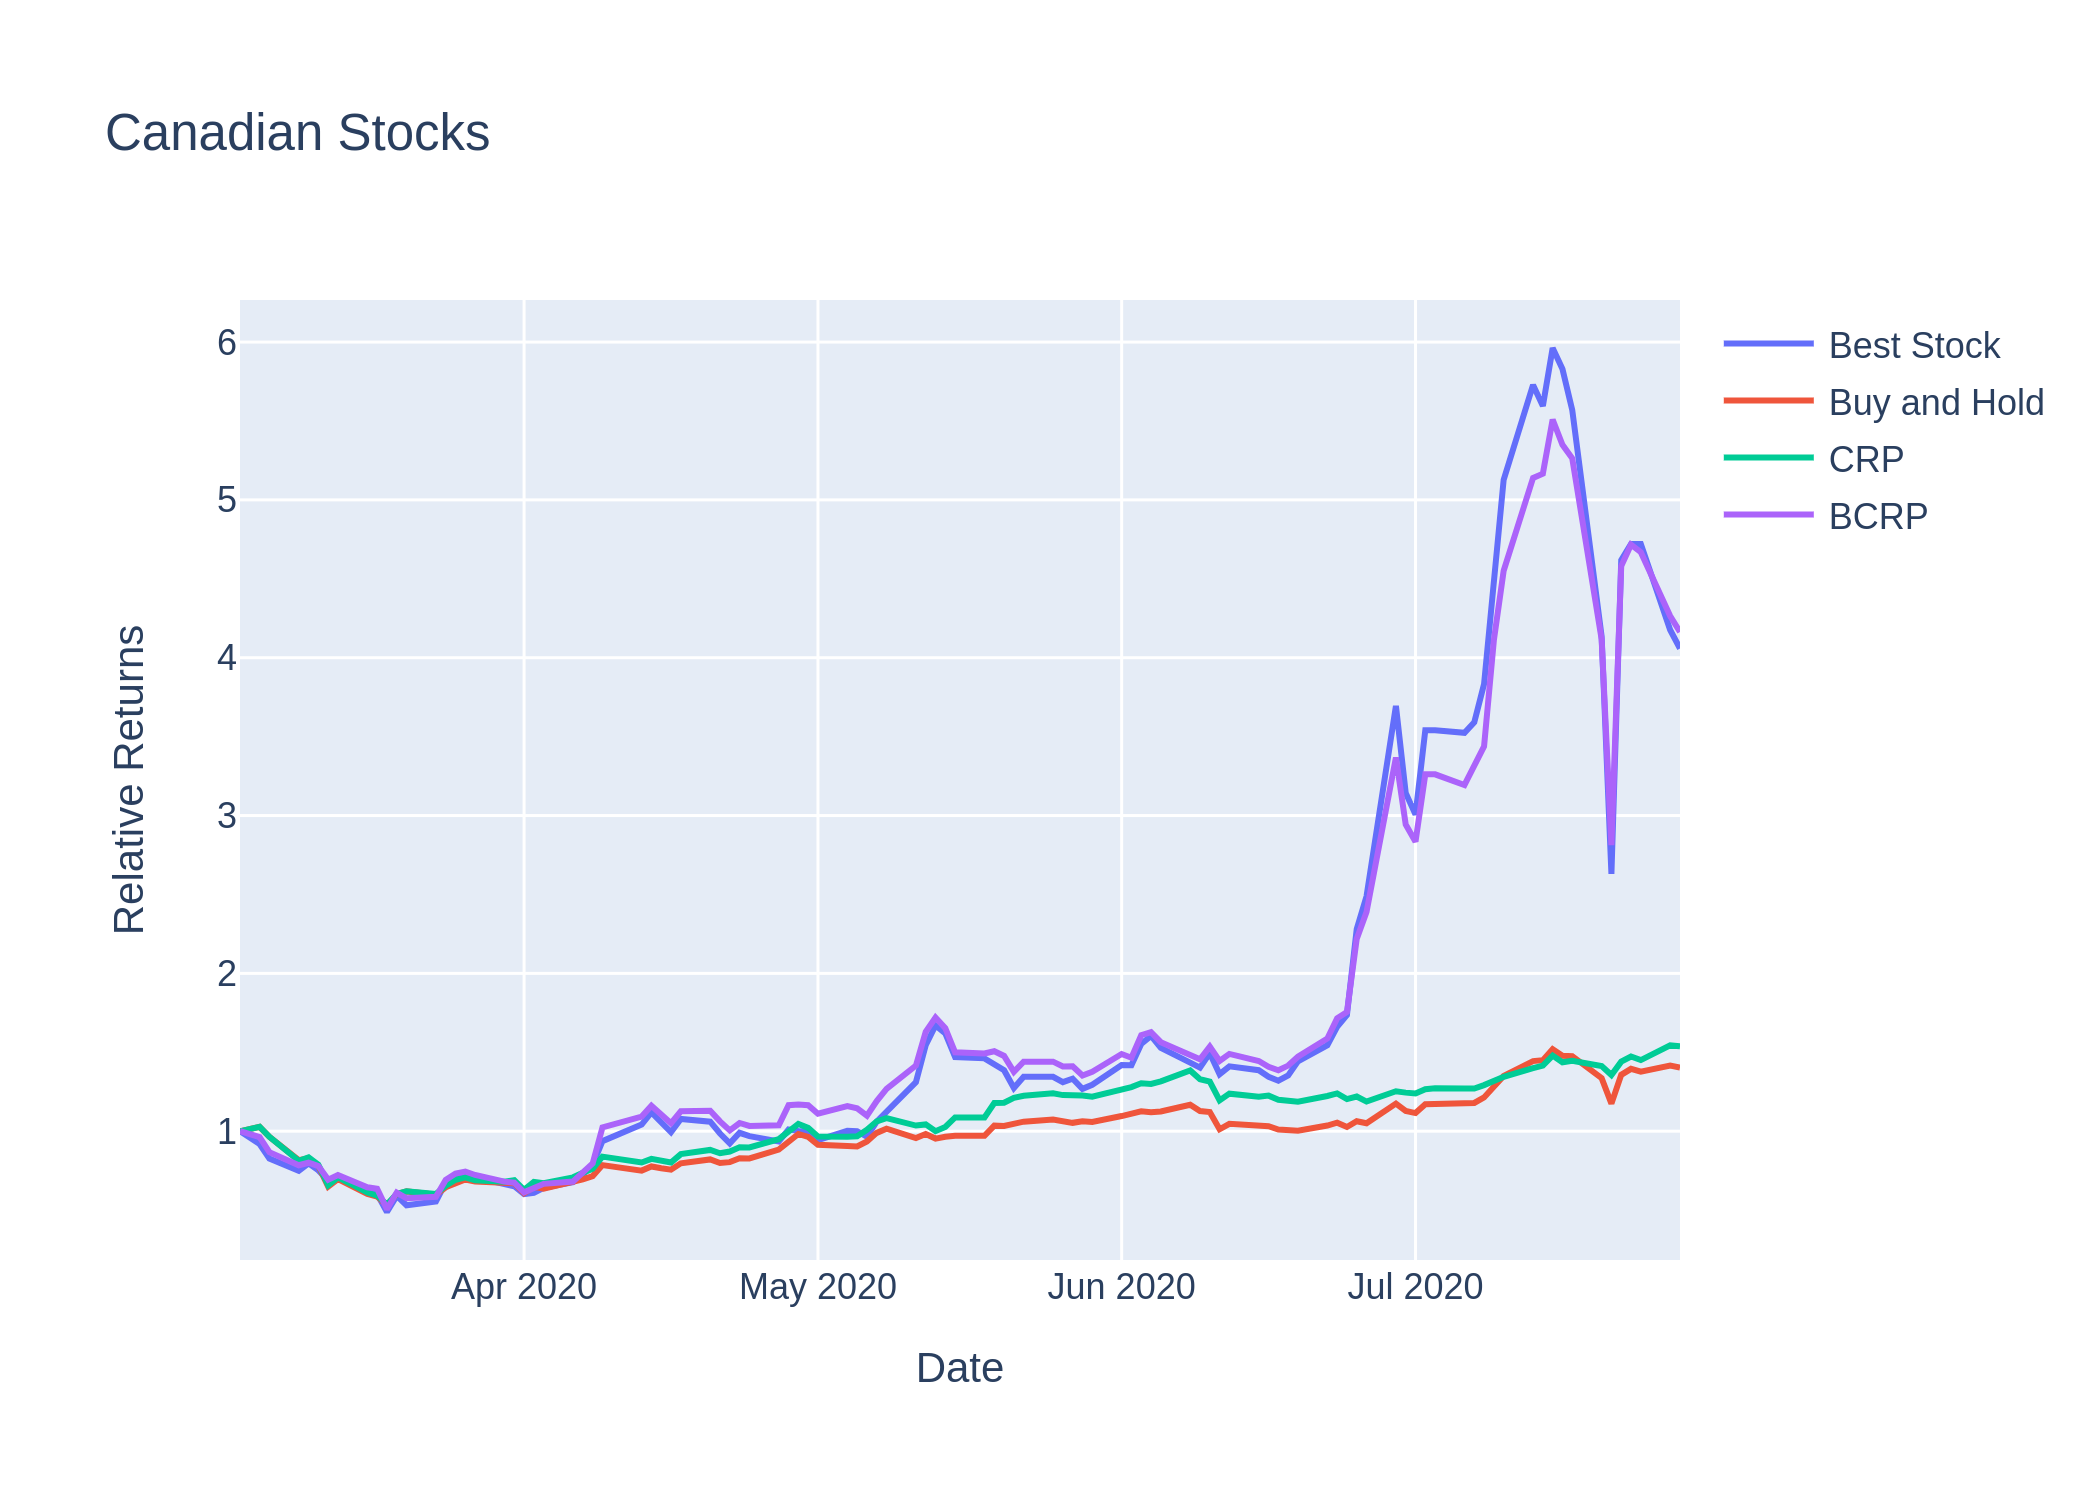 Canadian Stocks
6
5
4
3
2
1
Relative Returns
Apr 2020
May 2020
Jun 2020
Jul 2020
Date
Best Stock
Buy and Hold
CRP
BCRP